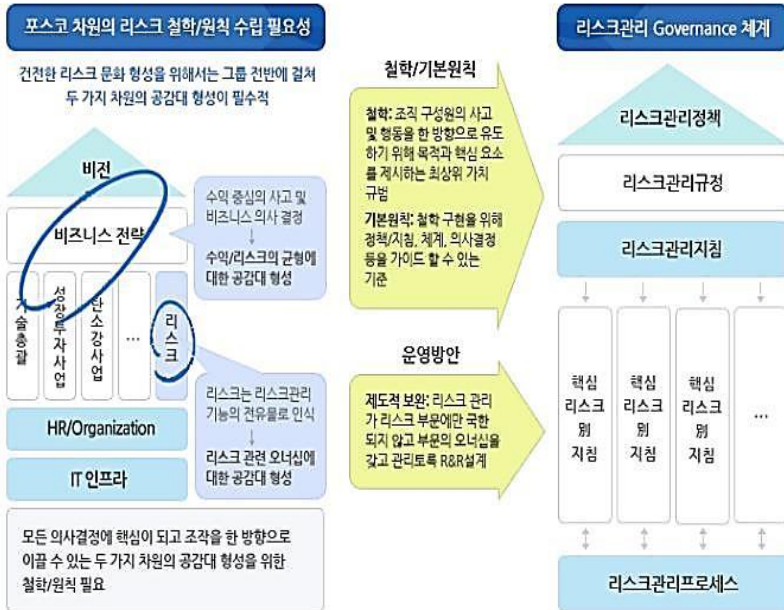 포스코 차원의 리스크 철학/원칙 수립 필요성
건전한 리스크 문화 형성을 위해서는 그룹 전반에 걸쳐
두 가지 차원의 공감대 형성이 필수적
비전
비즈니스 전략
기술총괄
성장투자사업
탄소강사업
...
리스크
HR/Organization
IT 인프라
수익 중심의 사고 및
비즈니스 의사 결정
수익/리스크의 균형에
대한 공감대 형성
리스크는 리스크관리
기능의 전유물로 인식
리스크 관련 오너십에
대한 공감대 형성
모든 의사결정에 핵심이 되고 조작을 한 방향으로
이끌 수 있는 두 가지 차원의 공감대 형성을 위한
철학/원칙 필요
철학/기본원칙
철학: 조직 구성원의 사고
및 행동을 한 방향으로 유도
하기 위해 목적과 핵심 요소
를 제시하는 최상위 가치
규범
기본원칙: 철학 구현을 위해
정책/지침, 체계, 의사결정
등을 가이드 할 수 있는
기준
운영방안
제도적 보완: 리스크 관리
가 리스크 부문에만 국한
되지 않고 부문의 오너십을
갖고 관리토록 R&R설계
리스크관리 Governance 체계
리스크관리정책
리스크관리규정
리스크관리지침
핵심
리스크
別
지침
핵심
리스크
別
지침
핵심
리스크
別
지침
...
리스크관리프로세스